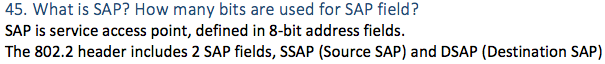 45. What is SAP? How many bits are used for SAP field?
SAP is service access point, defined in 8-bit address fields.
The 802.2 header includes 2 SAP fields, SSAP (Source SAP) and DSAP (Destination SAP)